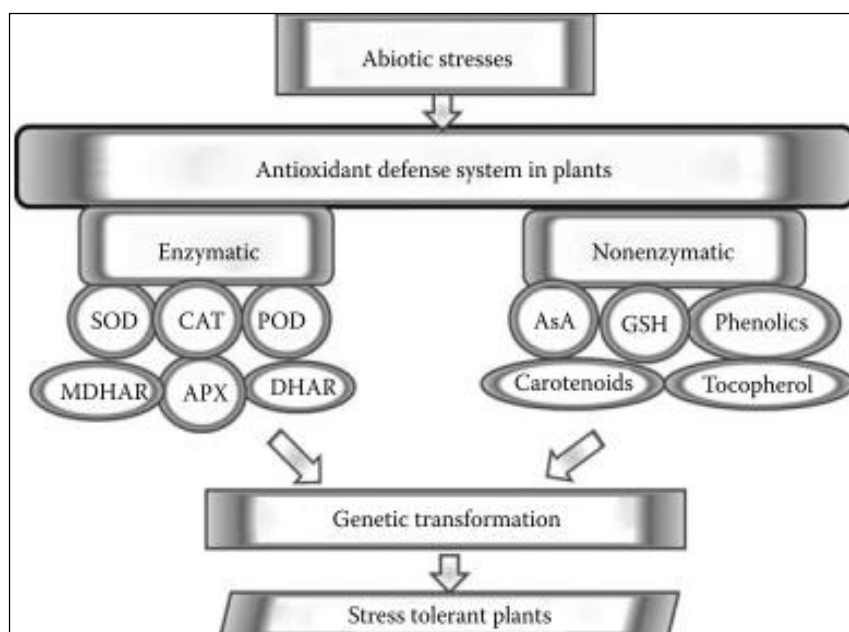 Abiotic stresses
Antioxidant defense system in plants
Enzymatic
Nonenzymatic
SOD
CAT
POD
MDHAR
APX
DHAR
AsA
GSH
Phenolics
Carotenoids
Tocopherol
Genetic transformation
Stress tolerant plants